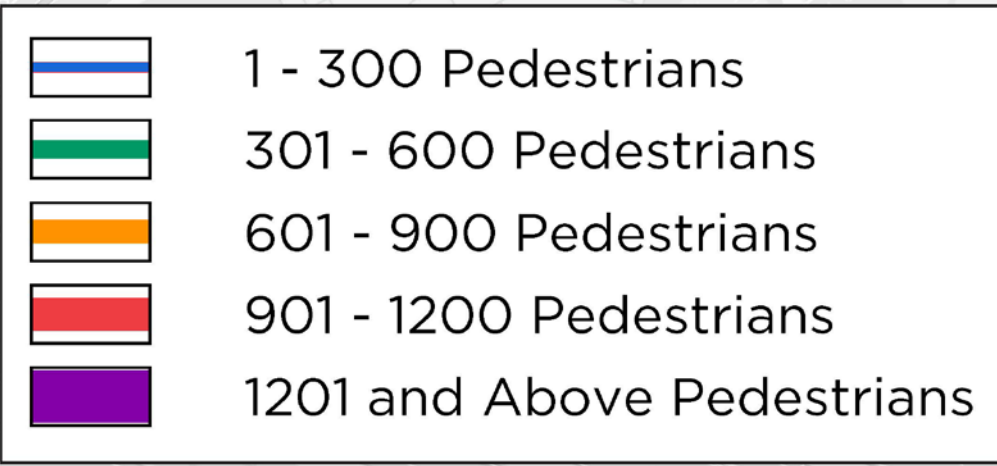 1 - 300 Pedestrians
301 - 600 Pedestrians
601 - 900 Pedestrians
901 - 1200 Pedestrians
1201 and Above Pedestrians